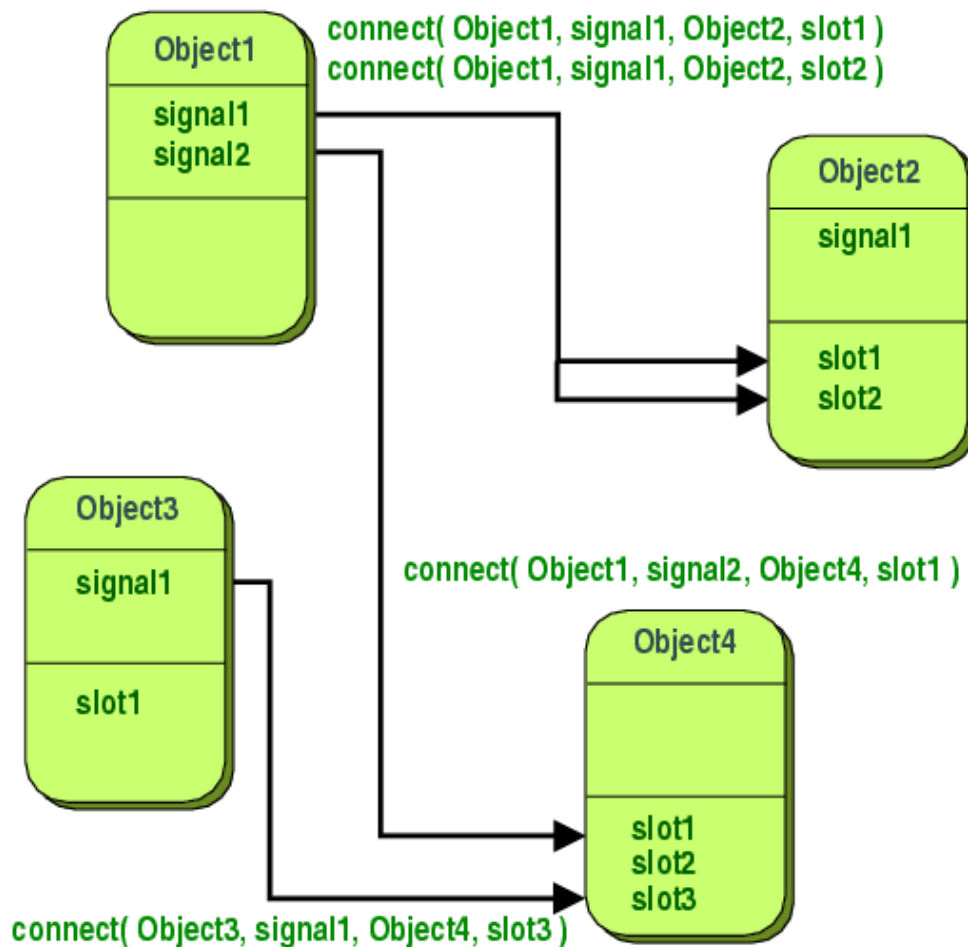 Object1
signal1
signal2
connect( Object1, signal1, Object2, slot1 )
connect( Object1, signal1, Object2, slot2 )
Object2
signal1
slot1
slot2
Object3
signal1
slot1
connect( Object1, signal2, Object4, slot1 )
Object4
slot1
slot2
slot3
connect( Object3, signal1, Object4, slot3 )